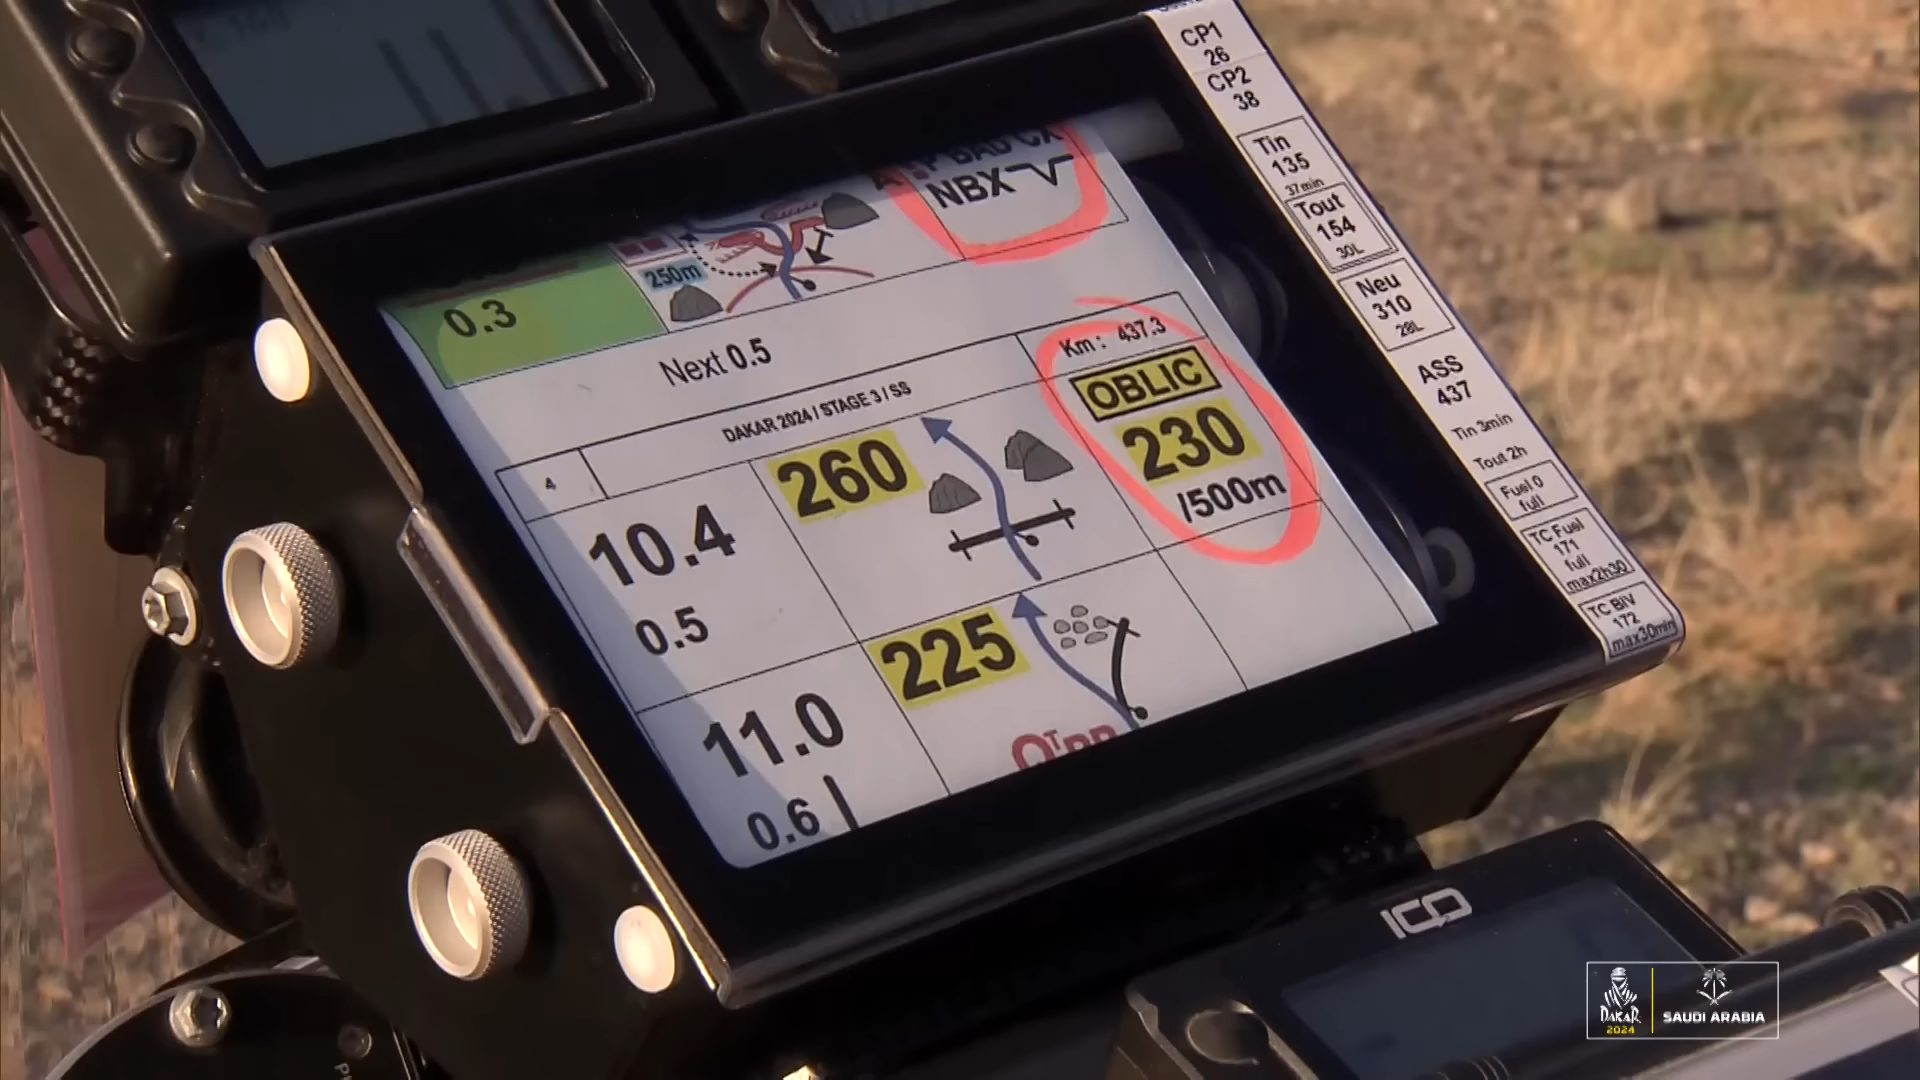 CP1
26
CP2
38
Tin
135
37min
Tout
154
30L
Neu
310
28L
ASS
437
Tin 3min
Tout 2h
Fuel 0
full
TC Fuel
171
full
max2h30
TC BIV
172
max30min
BAD CX
NBX
250m
0.3
Next 0.5
Km : 437.3
DAKAR 2024 / STAGE 3 / SS
4
OBLIC
230
/500m
260
10.4
0.5
225
11.0
0.6
ICO
DAKAR
2024
SAUDI ARABIA